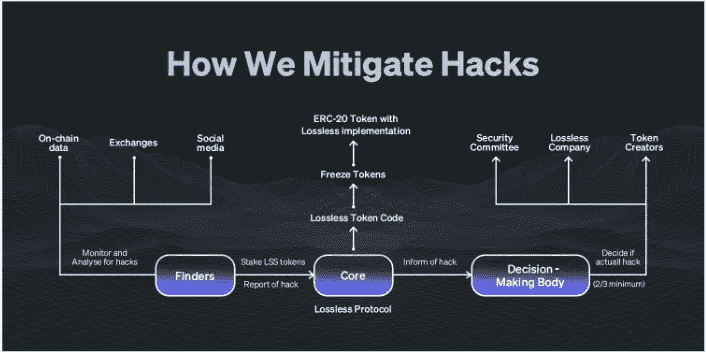 How We Mitigate Hacks
On-chain
data
Exchanges
Social
media
ERC-20 Token with
Lossless implementation
Freeze Tokens
Lossless Token Code
Security
Committee
Lossless
Company
Token
Creators
Monitor and
Analyse for hacks
Finders
Stake LSS tokens
Report of hack
Core
Lossless Protocol
Inform of hack
Decision -
Making Body
Decide if
actuall hack
(2/3 minimum)